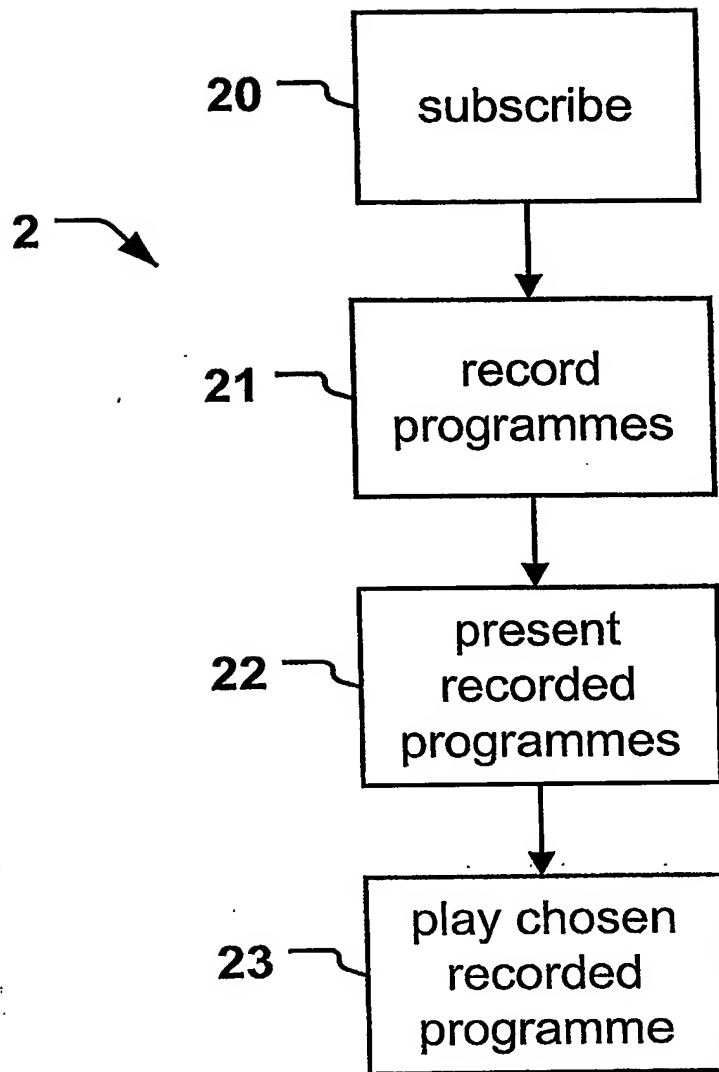 20
subscribe
2
21
record
programmes
22
present
recorded
programmes
23
play chosen
recorded
programme